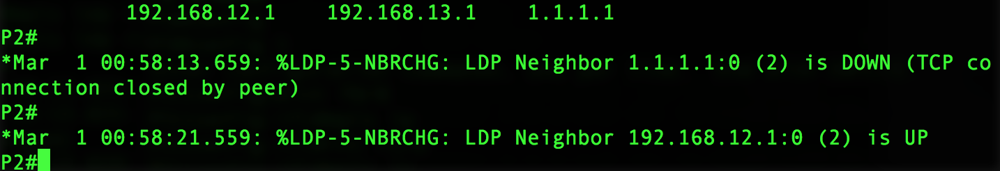 192.168.12.1 192.168.13.1 1.1.1.1
P2#
*Mar 1 00:58:13.659: %LDP-5-NBRCHG: LDP Neighbor 1.1.1.1:0 (2) is DOWN (TCP co
nnection closed by peer)
P2#
*Mar 1 00:58:21.559: %LDP-5-NBRCHG: LDP Neighbor 192.168.12.1:0 (2) is UP
P2#